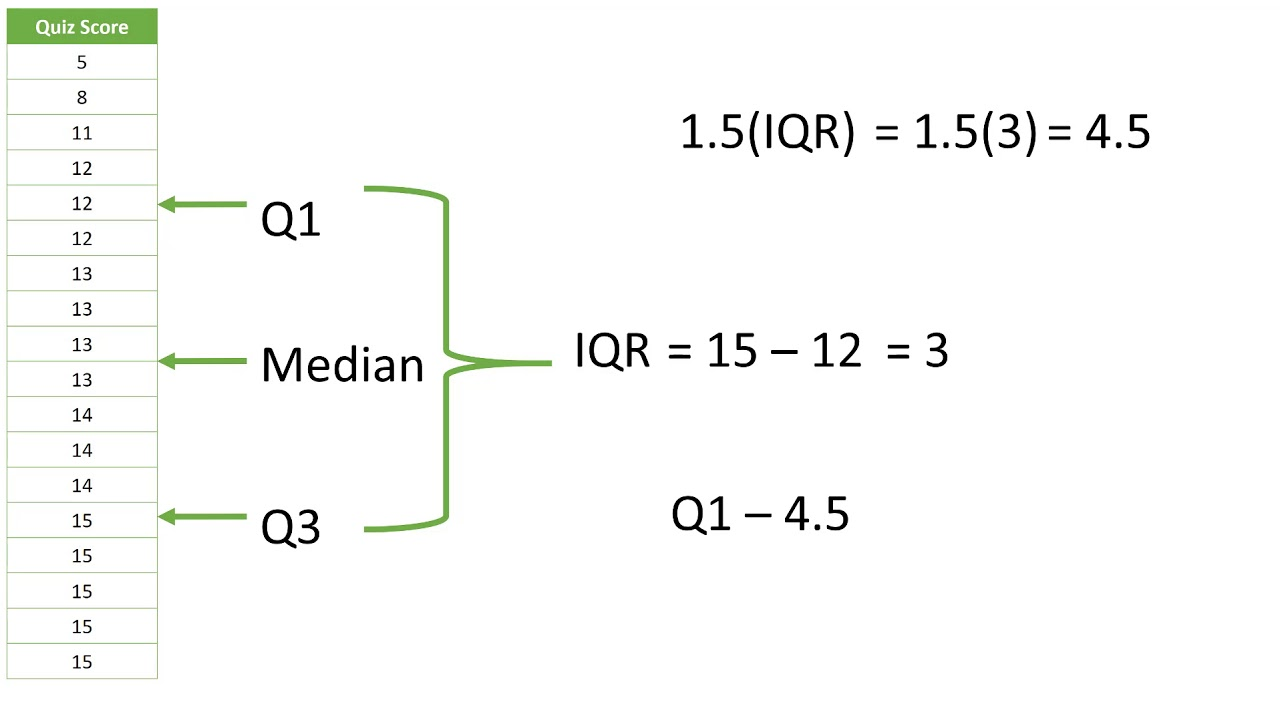 Quiz Score
5
8
11
12
12
12
13
13
13
13
14
14
14
15
15
15
15
15
Q1
Median
Q3
1.5(IQR) = 1.5(3) = 4.5
IQR = 15 – 12 = 3
Q1 – 4.5